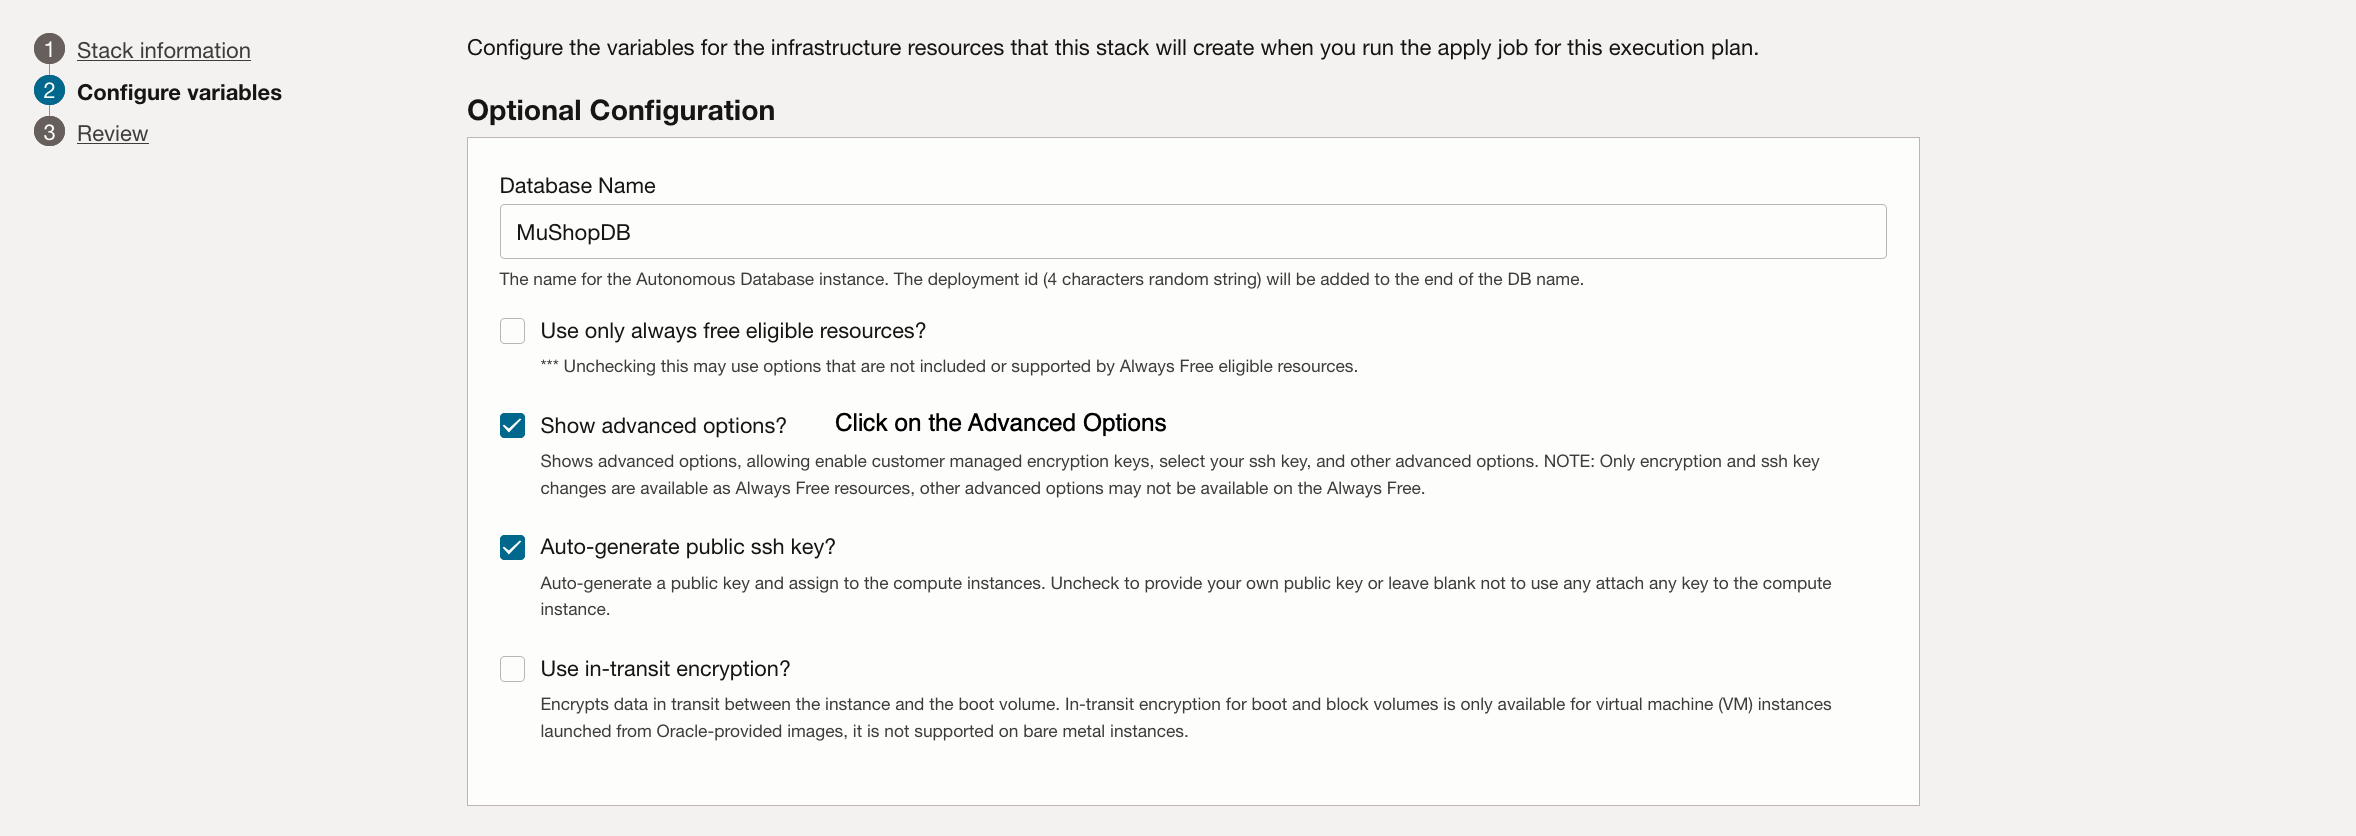 1 Stack information
2 Configure variables
3 Review
Configure the variables for the infrastructure resources that this stack will create when you run the apply job for this execution plan.
Optional Configuration
Database Name
MuShopDB
The name for the Autonomous Database instance. The deployment id (4 characters random string) will be added to the end of the DB name.
Use only always free eligible resources?
*** Unchecking this may use options that are not included or supported by Always Free eligible resources.
Show advanced options? Click on the Advanced Options
Shows advanced options, allowing enable customer managed encryption keys, select your ssh key, and other advanced options. NOTE: Only encryption and ssh key
changes are available as Always Free resources, other advanced options may not be available on the Always Free.
Auto-generate public ssh key?
Auto-generate a public key and assign to the compute instances. Uncheck to provide your own public key or leave blank not to use any attach any key to the compute
instance.
Use in-transit encryption?
Encrypts data in transit between the instance and the boot volume. In-transit encryption for boot and block volumes is only available for virtual machine (VM) instances
launched from Oracle-provided images, it is not supported on bare metal instances.